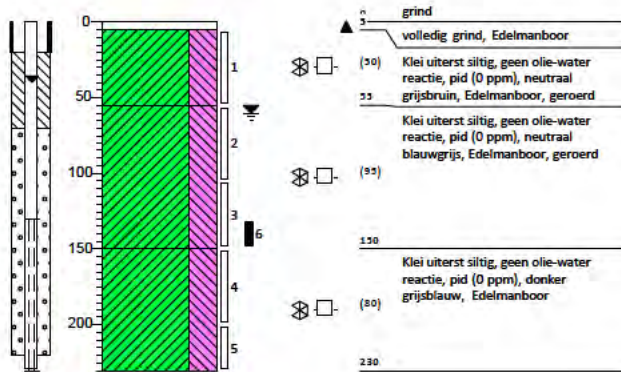 0
50
100
150
200
1
2
3
6
4
5
0
grind
5
volledig grind, Edelmanboor
(50)
Klei uiterst siltig, geen olie-water
reactie, pid (0 ppm), neutraal
grijsbruin, Edelmanboor, geroerd
55
Klei uiterst siltig, geen olie-water
reactie, pid (0 ppm), neutraal
blauwgrijs, Edelmanboor, geroerd
(95)
150
Klei uiterst siltig, geen olie-water
reactie, pid (0 ppm), donker
grijsblauw, Edelmanboor
(80)
230